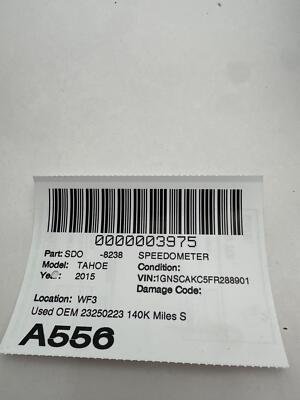 0000003975
Part: SDO -8238 SPEEDOMETER
Model: TAHOE Condition:
Year: 2015 VIN:1GNSCAKC5FR288901
Damage Code:
Location: WF3
Used OEM 23250223 140K Miles S
A556